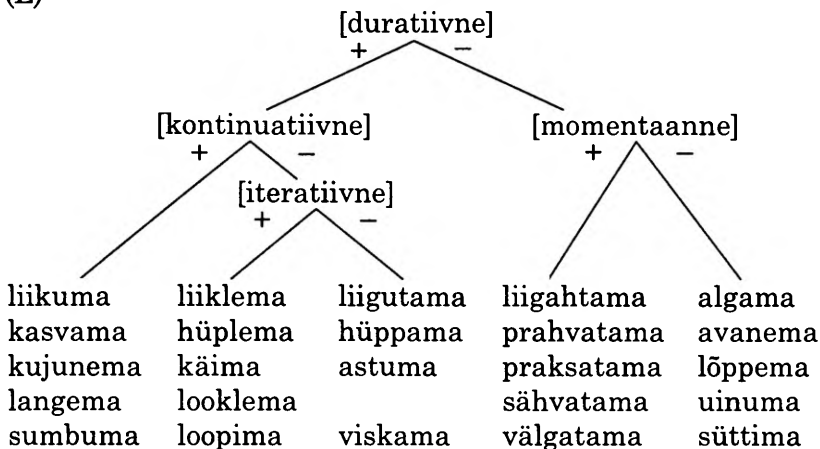 [duratiivne]
+ −
[kontinuatiivne] [momentaanne]
+ − + −
[iteratiivne]
+ −
liikuma liiklema liigutama liigahtama algama
kasvama hüplema hüppama prahvatama avanema
kujunema käima astuma praksatama lõppema
langema looklema sähvatama uinuma
sumbuma loopima viskama välgatama süttima